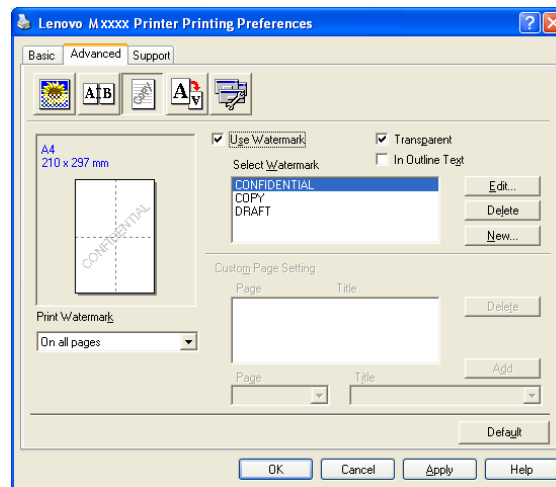 Lenovo Mxxxx Printer Printing Preferences
Basic Advanced Support
A B
Copy
A A
A4
210 x 297 mm
CONFIDENTIAL
Print Watermark
On all pages
Use Watermark
Transparent
In Outline Text
Select Watermark
CONFIDENTIAL
COPY
DRAFT
Edit...
Delete
New...
Custom Page Setting
Page Title
Delete
Add
Page Title
Default
OK Cancel Apply Help